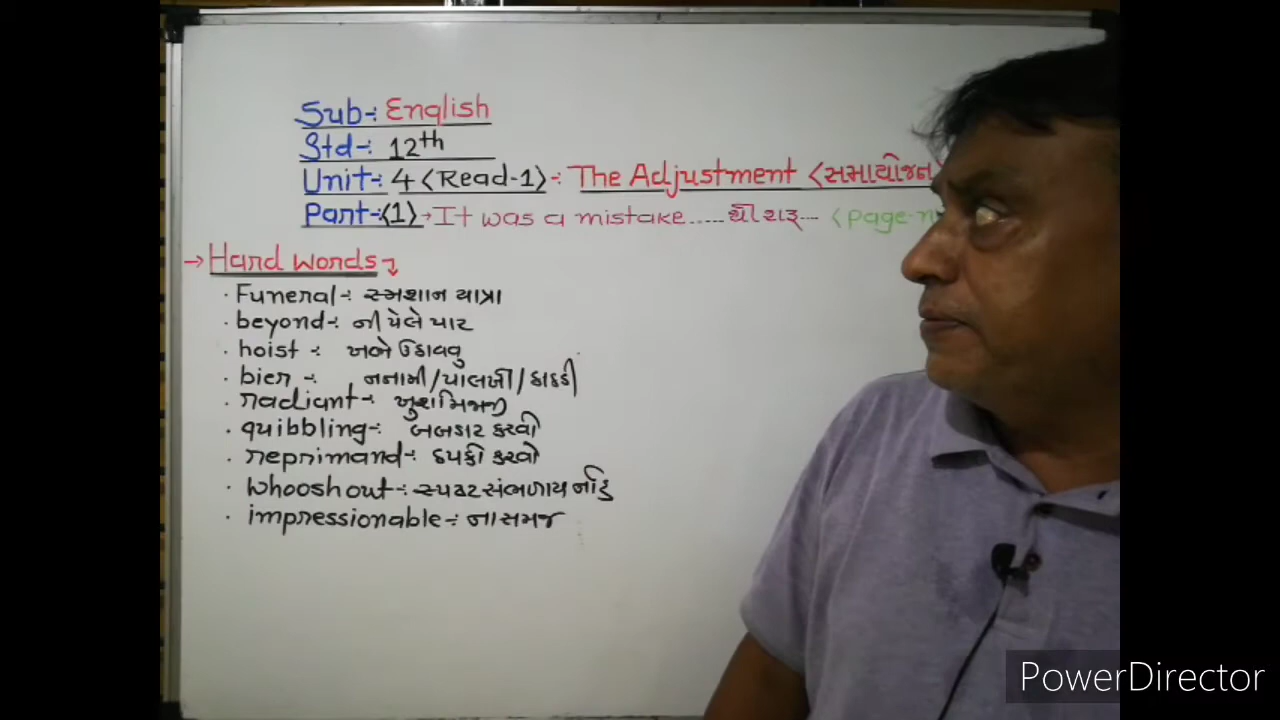 Sub-: English
Std-: 12th
Unit-: 4 <Read-1> -: The Adjustment <સમાયોજન>
Part-<1> → It was a mistake..... થી શરૂ... <page-n
→ Hard words
· Funeral-: સ્મશાન યાત્રા
· beyond-: ની પેલે પાર
· hoist -: ખભે ઉઠાવવુ
· bier -: નનામી/પાલખી/ઠાઠડી
· radiant-: ખુશમિજાજી
· quibbling-: બબડાટ કરવી
· reprimand-: ઠપકો કરવો
· whoosh out-: સ્પષ્ટ સંભળાય નહિ
· impressionable-: નાસમજ
PowerDirector